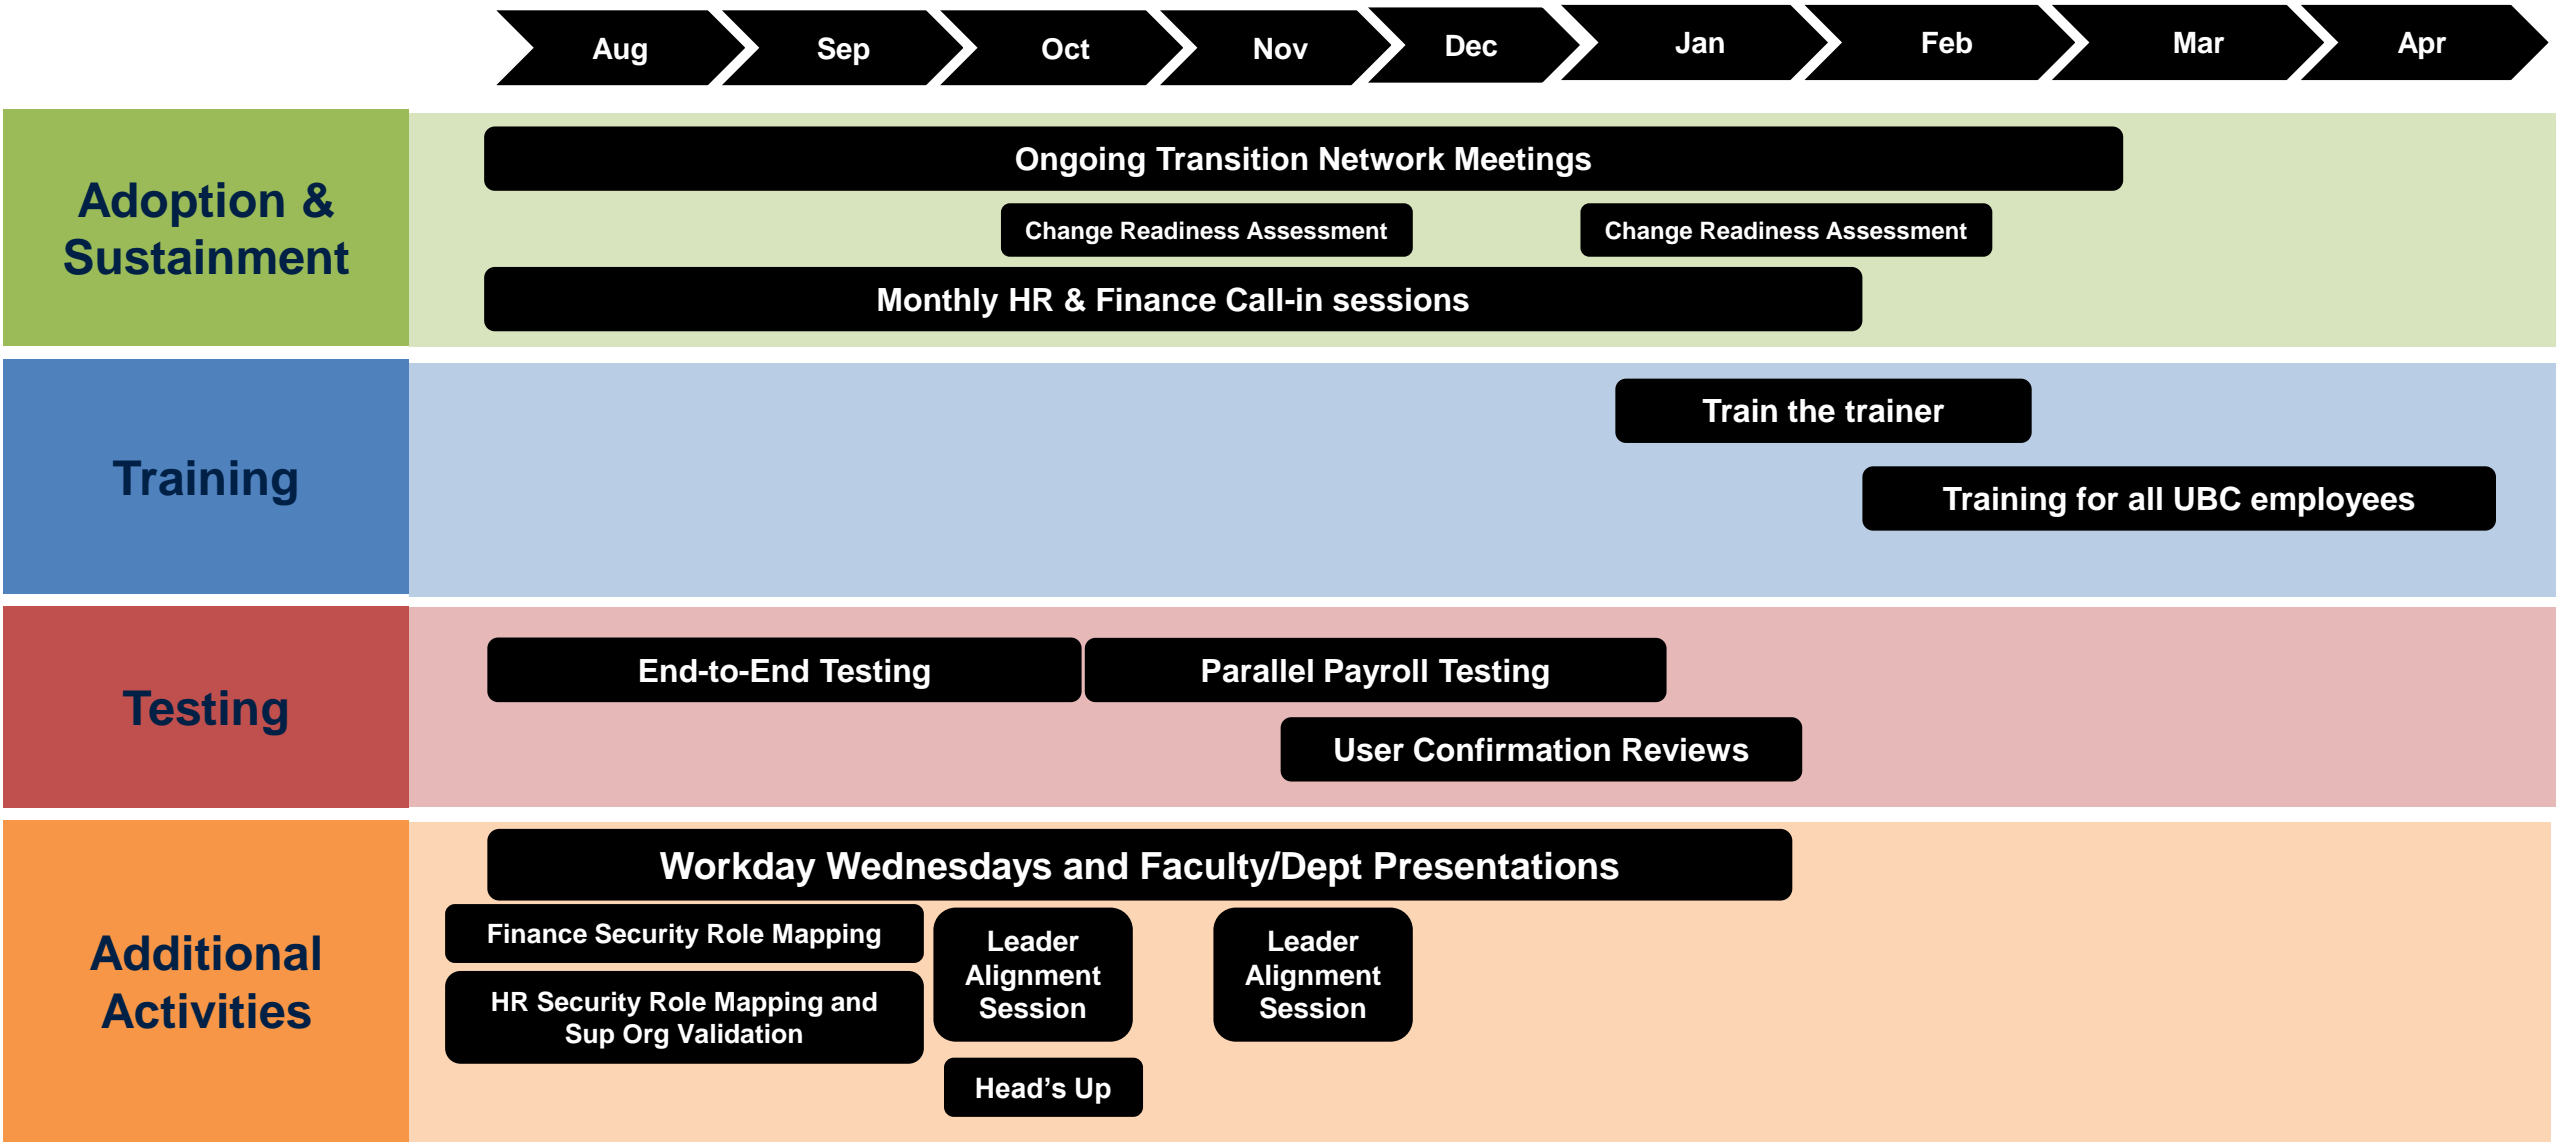 Aug
Sep
Oct
Nov
Dec
Jan
Feb
Mar
Apr
Adoption &
Sustainment
Ongoing Transition Network Meetings
Change Readiness Assessment
Change Readiness Assessment
Monthly HR & Finance Call-in sessions
Training
Train the trainer
Training for all UBC employees
Testing
End-to-End Testing
Parallel Payroll Testing
User Confirmation Reviews
Additional
Activities
Workday Wednesdays and Faculty/Dept Presentations
Finance Security Role Mapping
HR Security Role Mapping and
Sup Org Validation
Leader
Alignment
Session
Leader
Alignment
Session
Head’s Up